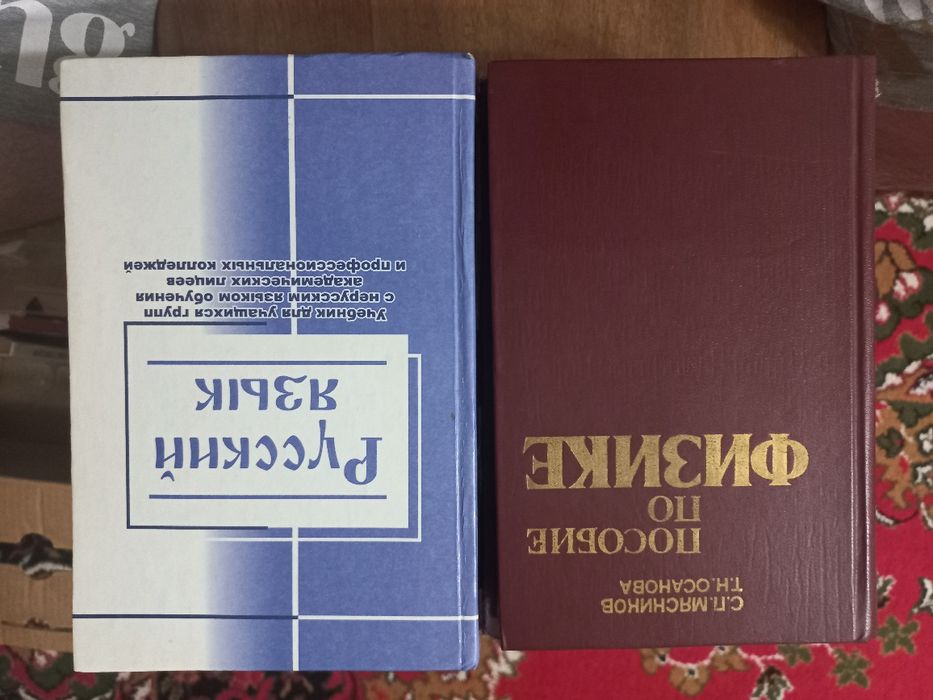 Русский
язык
Учебник для учащихся групп
с нерусским языком обучения
академических лицеев
и профессиональных колледжей
С.П.МЯСНИКОВ
Т.Н.ОСАНОВА
ПОСОБИЕ
ПО
ФИЗИКЕ